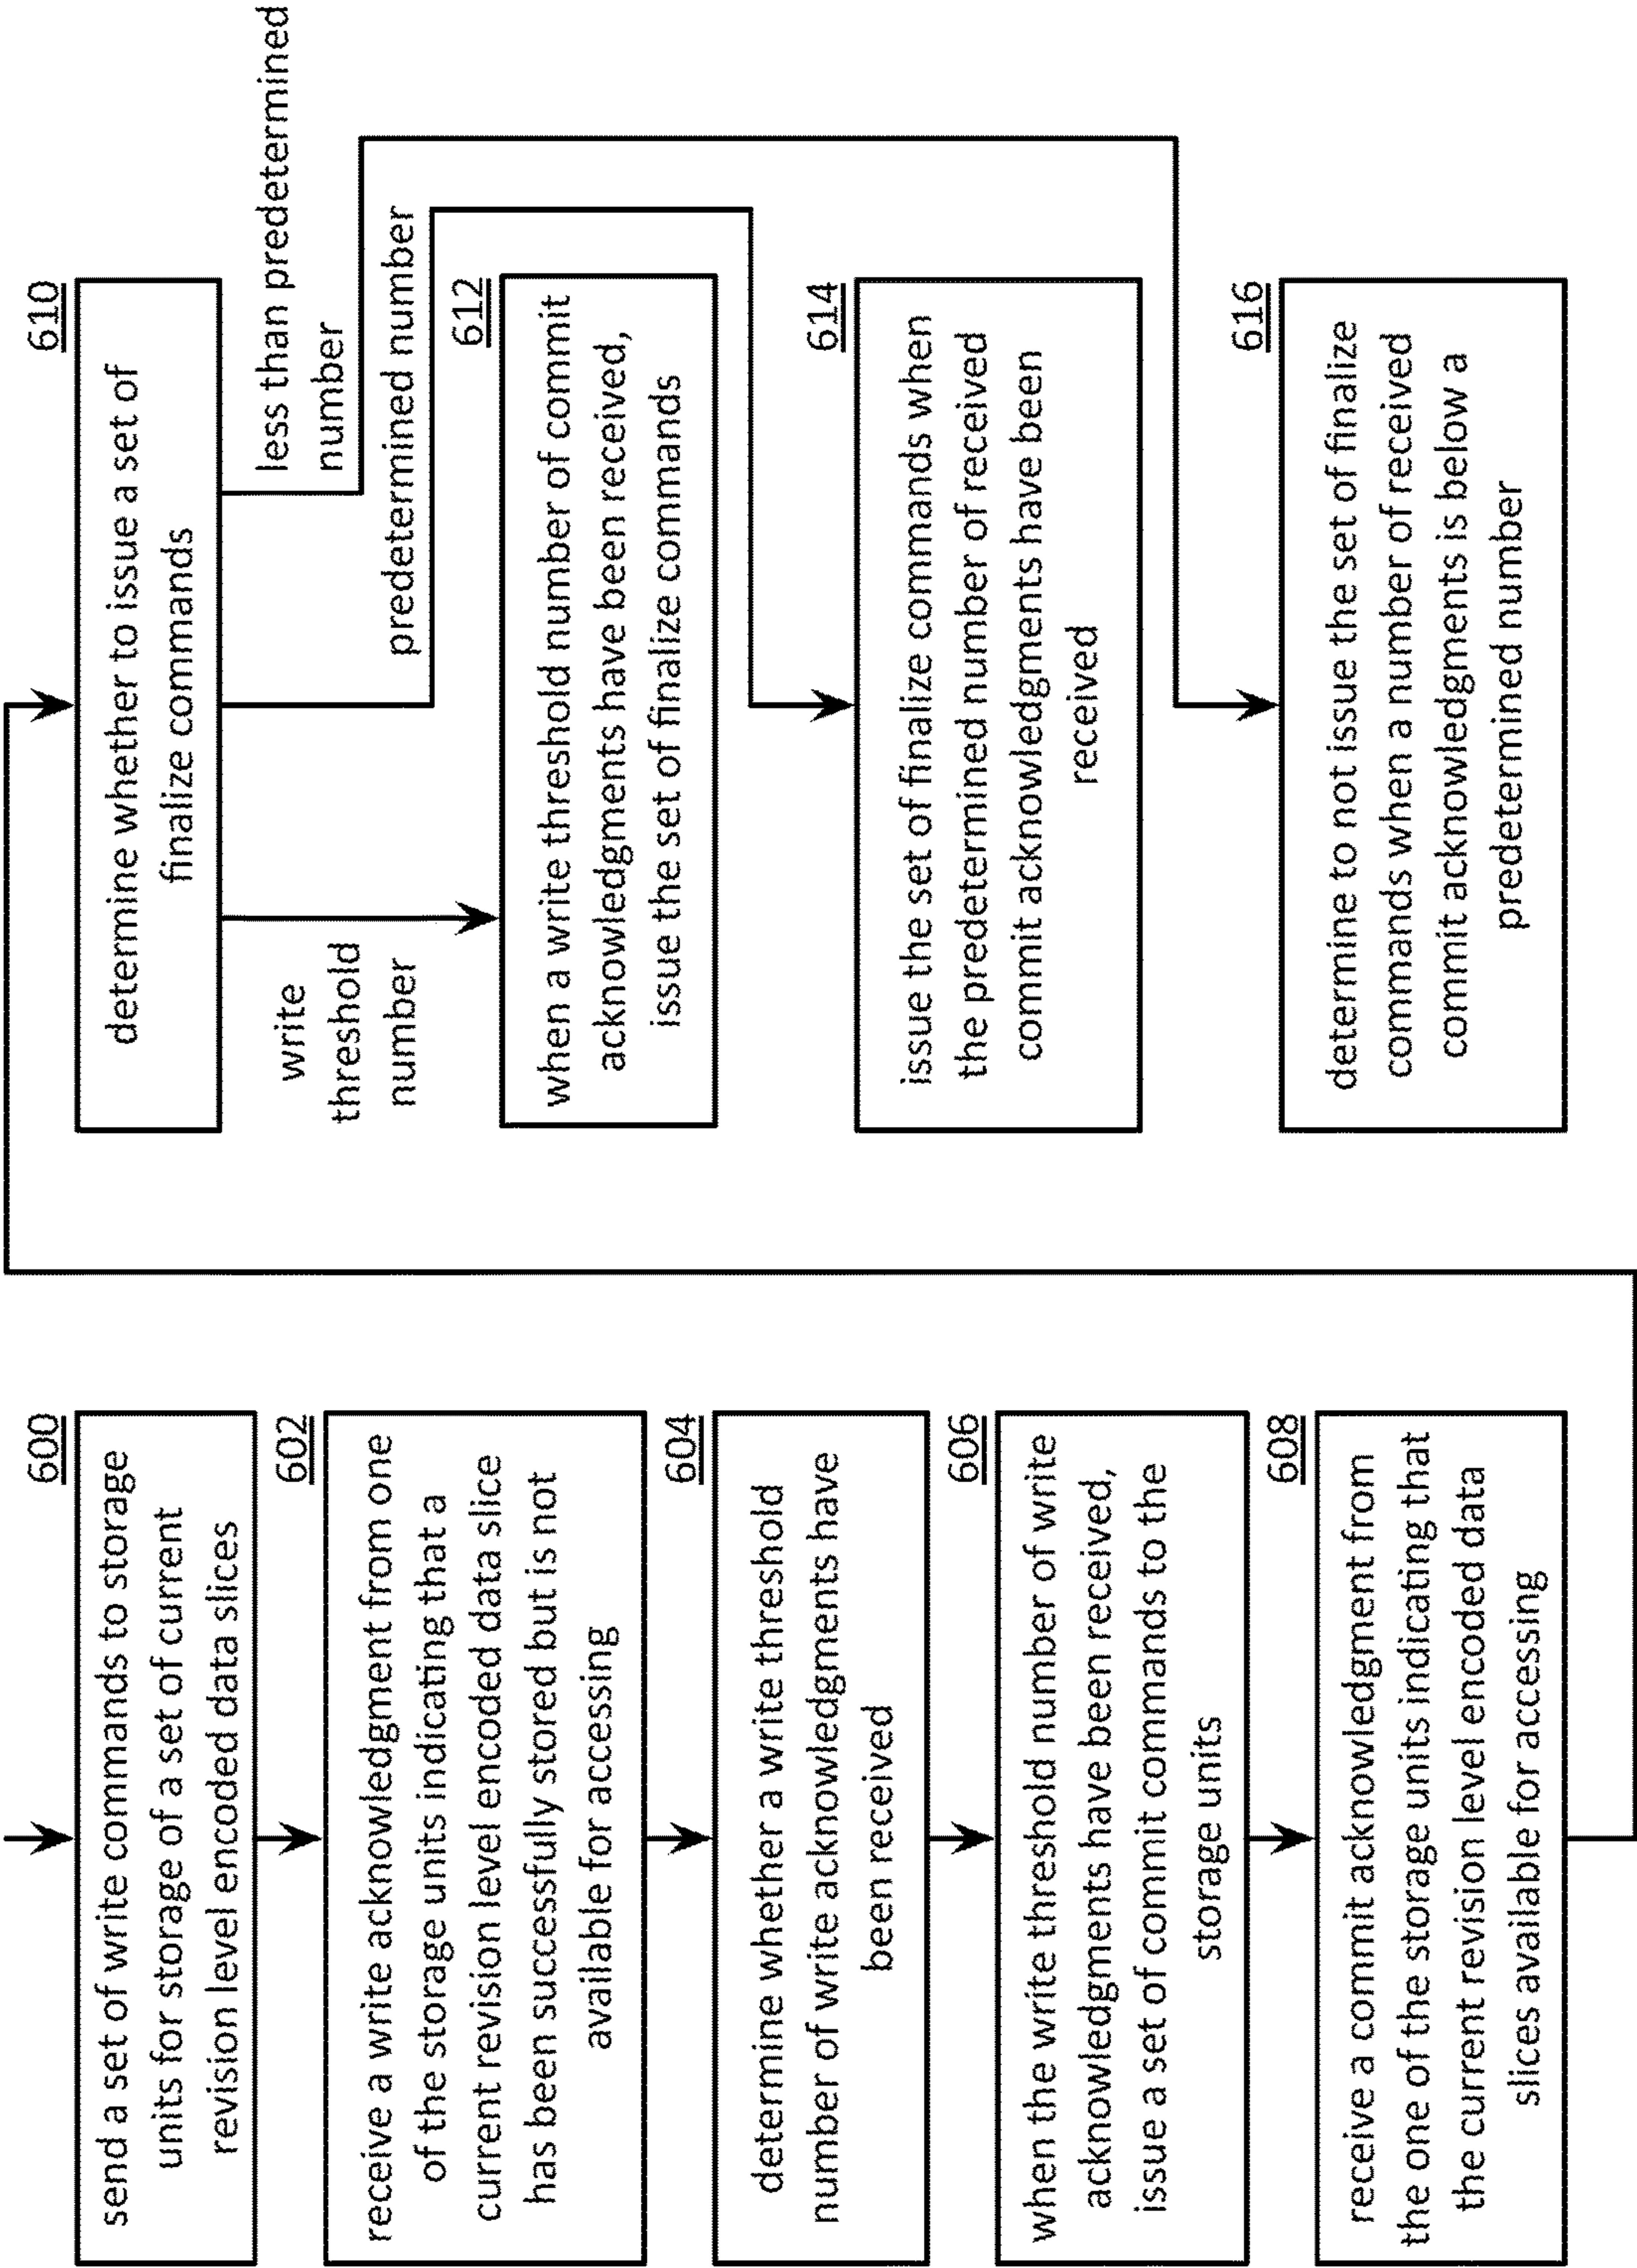 600
send a set of write commands to storage
units for storage of a set of current
revision level encoded data slices
602
receive a write acknowledgment from one
of the storage units indicating that a
current revision level encoded data slice
has been successfully stored but is not
available for accessing
604
determine whether a write threshold
number of write acknowledgments have
been received
606
when the write threshold number of write
acknowledgments have been received,
issue a set of commit commands to the
storage units
608
receive a commit acknowledgment from
the one of the storage units indicating that
the current revision level encoded data
slices available for accessing
610
determine whether to issue a set of
finalize commands
write
threshold
number
less than predetermined
number
predetermined number
612
when a write threshold number of commit
acknowledgments have been received,
issue the set of finalize commands
614
issue the set of finalize commands when
the predetermined number of received
commit acknowledgments have been
received
616
determine to not issue the set of finalize
commands when a number of received
commit acknowledgments is below a
predetermined number